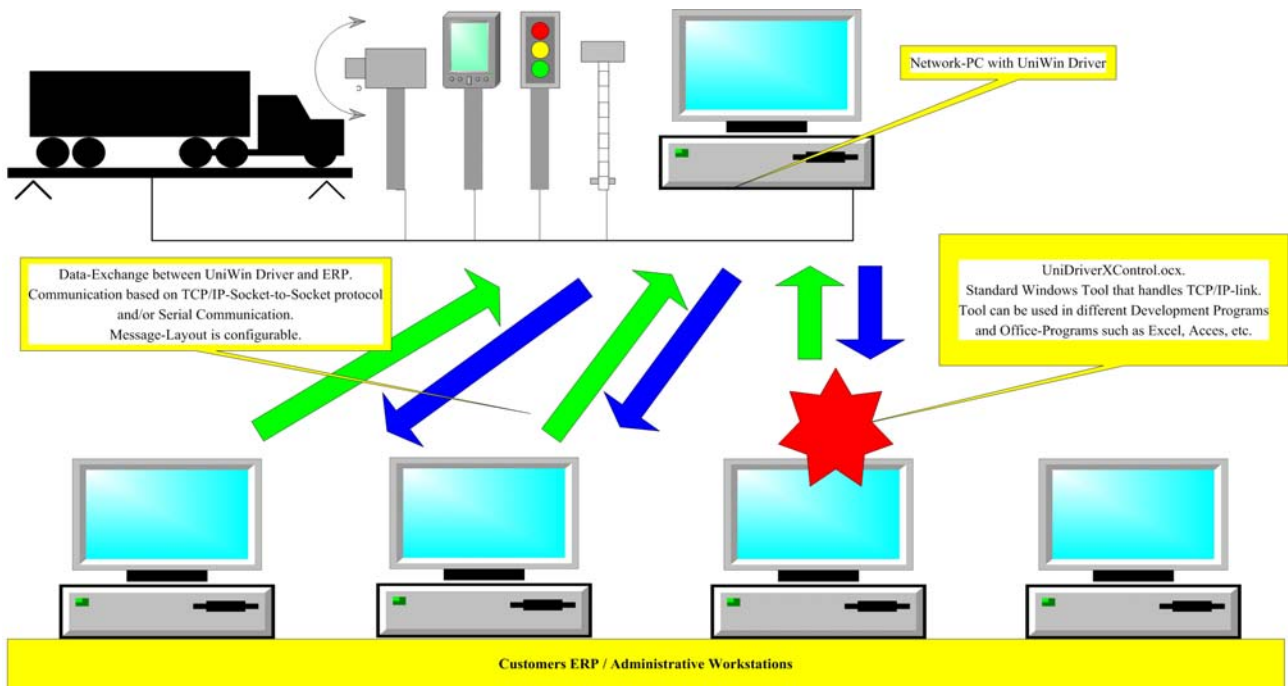 Network-PC with UniWin Driver
Data-Exchange between UniWin Driver and ERP.
Communication based on TCP/IP-Socket-to-Socket protocol
and/or Serial Communication.
Message-Layout is configurable.
UniDriverXControl.ocx.
Standard Windows Tool that handles TCP/IP-link.
Tool can be used in different Development Programs
and Office-Programs such as Excel, Acces, etc.
Customers ERP / Administrative Workstations